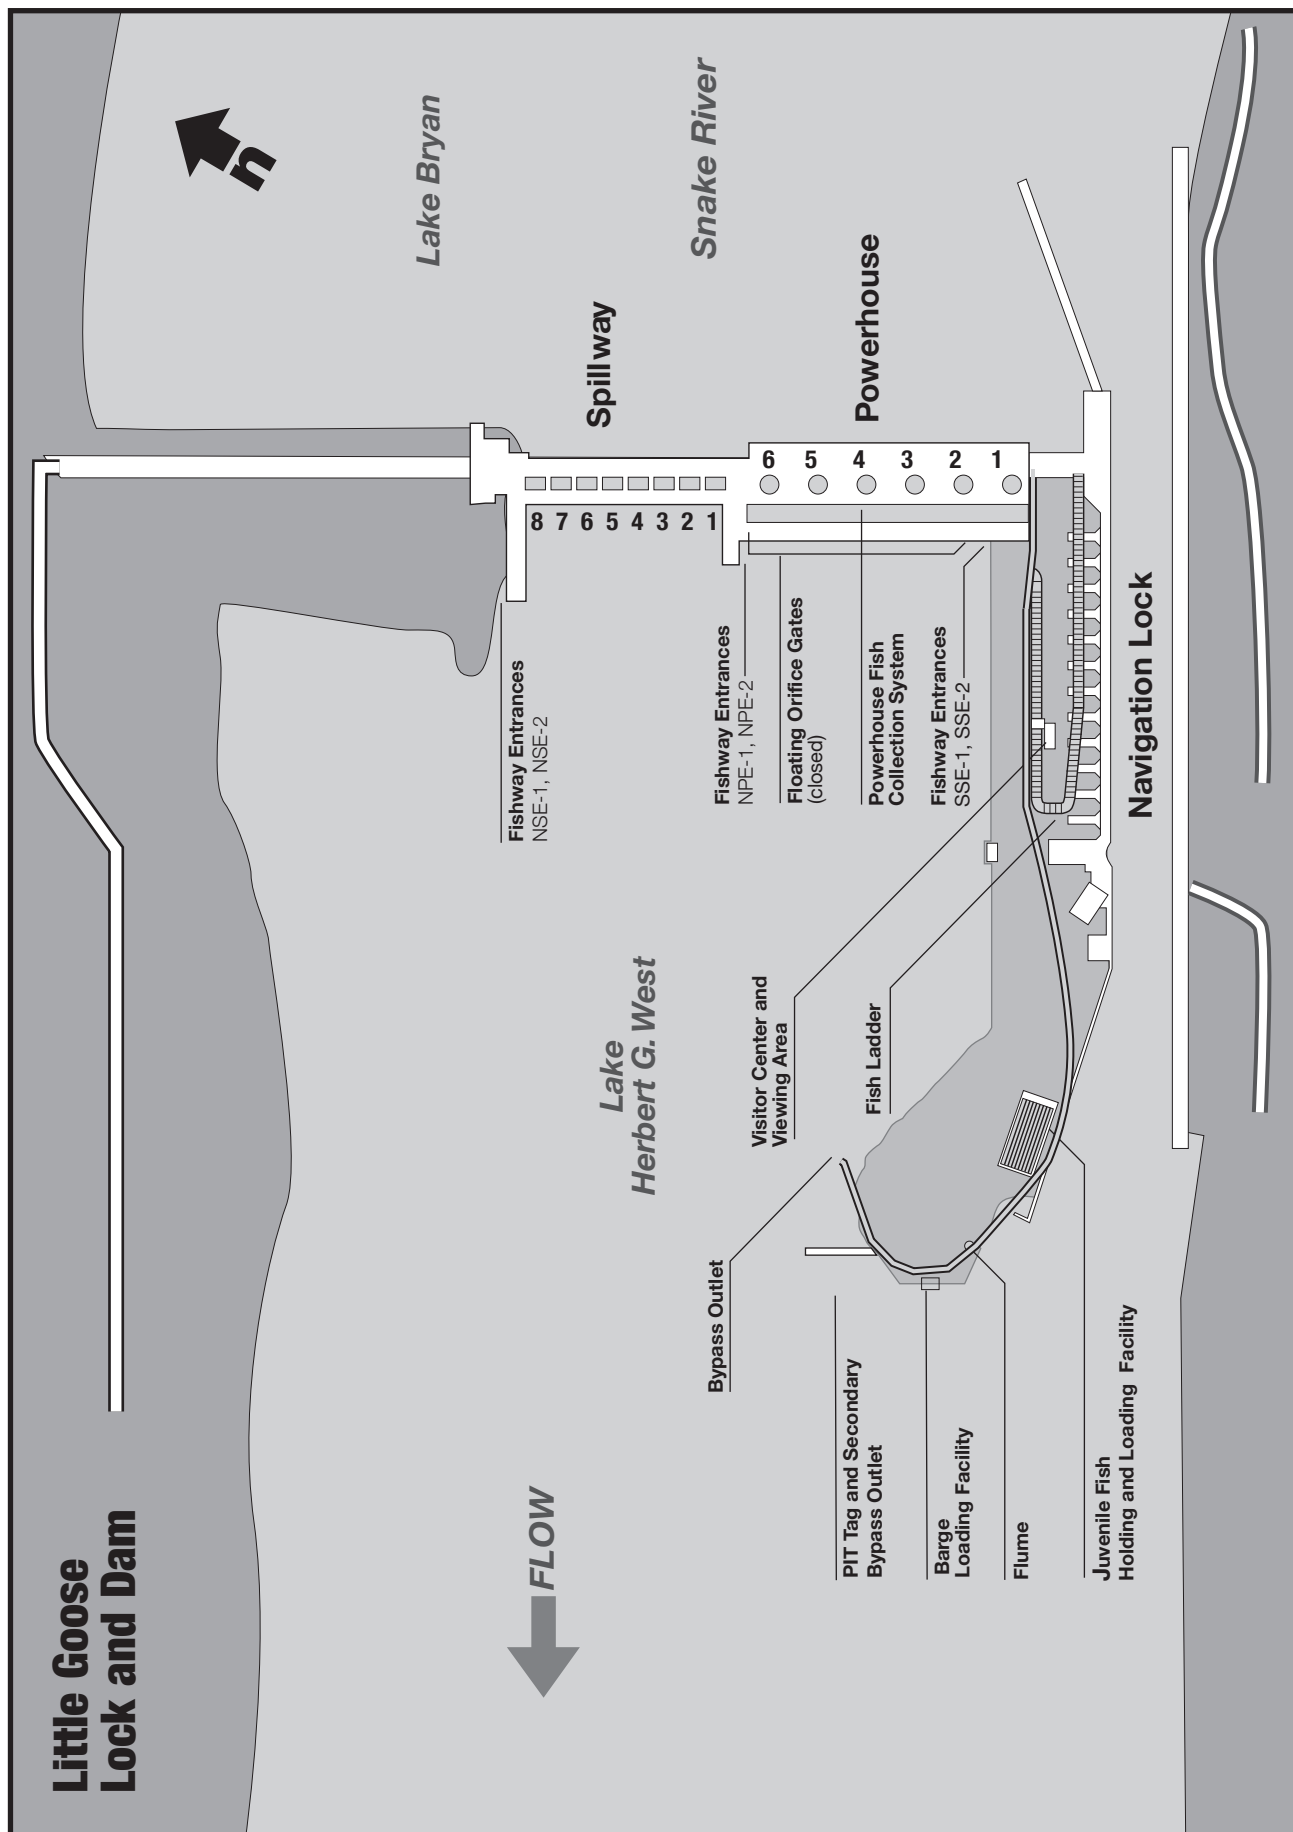 Little Goose
Lock and Dam
n
Lake Bryan
Snake River
FLOW
Lake
Herbert G. West
Spillway
8
7
6
5
4
3
2
1
Powerhouse
6
5
4
3
2
1
Navigation Lock
Fishway Entrances
NSE-1, NSE-2
Fishway Entrances
NPE-1, NPE-2
Floating Orifice Gates
(closed)
Powerhouse Fish
Collection System
Fishway Entrances
SSE-1, SSE-2
Visitor Center and
Viewing Area
Fish Ladder
Bypass Outlet
PIT Tag and Secondary
Bypass Outlet
Barge
Loading Facility
Flume
Juvenile Fish
Holding and Loading Facility